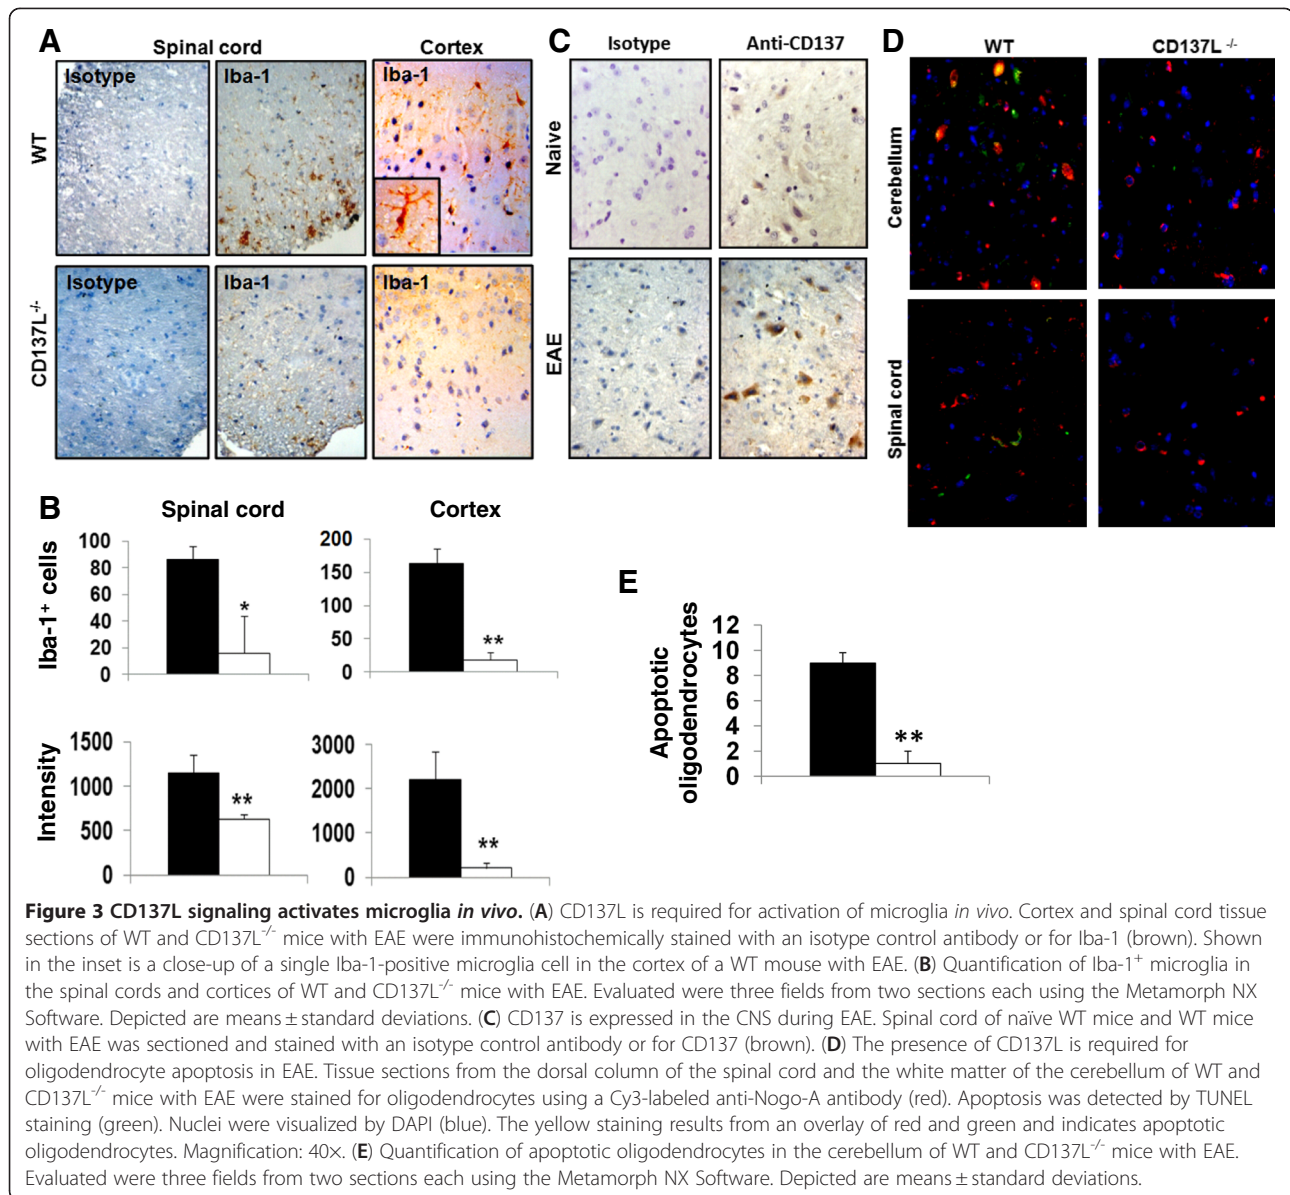 A
Spinal cord
Cortex
Isotype
Iba-1
Iba-1
WT
Isotype
Iba-1
Iba-1
CD137L-/-
C
Isotype
Anti-CD137
Naive
EAE
D
WT
CD137L -/-
Cerebellum
Spinal cord
B
Spinal cord
Cortex
Iba-1+ cells
100
80
60
40
20
0
*
200
150
100
50
0
**
Intensity
1500
1000
500
0
**
3000
2000
1000
0
**
E
Apoptotic
oligodendrocytes
12
10
8
6
4
2
0
**
Figure 3 CD137L signaling activates microglia in vivo. (A) CD137L is required for activation of microglia in vivo. Cortex and spinal cord tissue
sections of WT and CD137L-/- mice with EAE were immunohistochemically stained with an isotype control antibody or for Iba-1 (brown). Shown
in the inset is a close-up of a single Iba-1-positive microglia cell in the cortex of a WT mouse with EAE. (B) Quantification of Iba-1+ microglia in
the spinal cords and cortices of WT and CD137L-/- mice with EAE. Evaluated were three fields from two sections each using the Metamorph NX
Software. Depicted are means ± standard deviations. (C) CD137 is expressed in the CNS during EAE. Spinal cord of naïve WT mice and WT mice
with EAE was sectioned and stained with an isotype control antibody or for CD137 (brown). (D) The presence of CD137L is required for
oligodendrocyte apoptosis in EAE. Tissue sections from the dorsal column of the spinal cord and the white matter of the cerebellum of WT and
CD137L-/- mice with EAE were stained for oligodendrocytes using a Cy3-labeled anti-Nogo-A antibody (red). Apoptosis was detected by TUNEL
staining (green). Nuclei were visualized by DAPI (blue). The yellow staining results from an overlay of red and green and indicates apoptotic
oligodendrocytes. Magnification: 40×. (E) Quantification of apoptotic oligodendrocytes in the cerebellum of WT and CD137L-/- mice with EAE.
Evaluated were three fields from two sections each using the Metamorph NX Software. Depicted are means ± standard deviations.